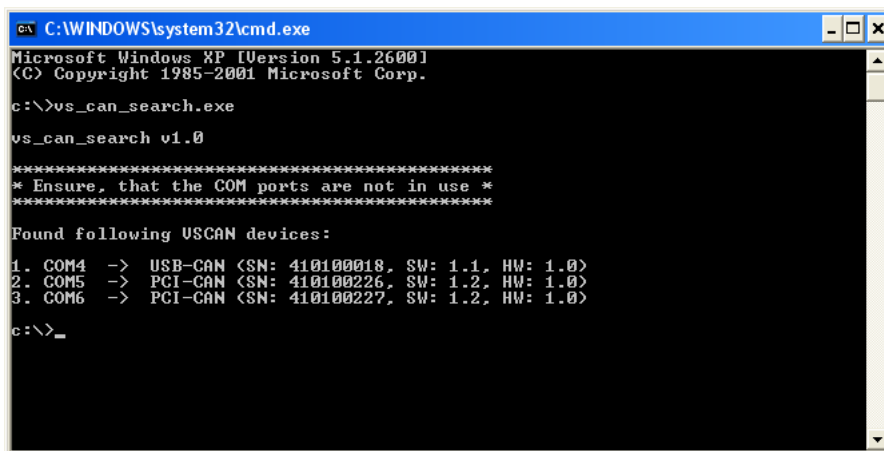 C:\WINDOWS\system32\cmd.exe
Microsoft Windows XP [Version 5.1.2600]
(C) Copyright 1985-2001 Microsoft Corp.
c:\>vs_can_search.exe
vs_can_search v1.0
*********************************************
* Ensure, that the COM ports are not in use *
*********************************************
Found following VSCAN devices:
1. COM4 -> USB-CAN (SN: 410100018, SW: 1.1, HW: 1.0)
2. COM5 -> PCI-CAN (SN: 410100226, SW: 1.2, HW: 1.0)
3. COM6 -> PCI-CAN (SN: 410100227, SW: 1.2, HW: 1.0)
c:\>_